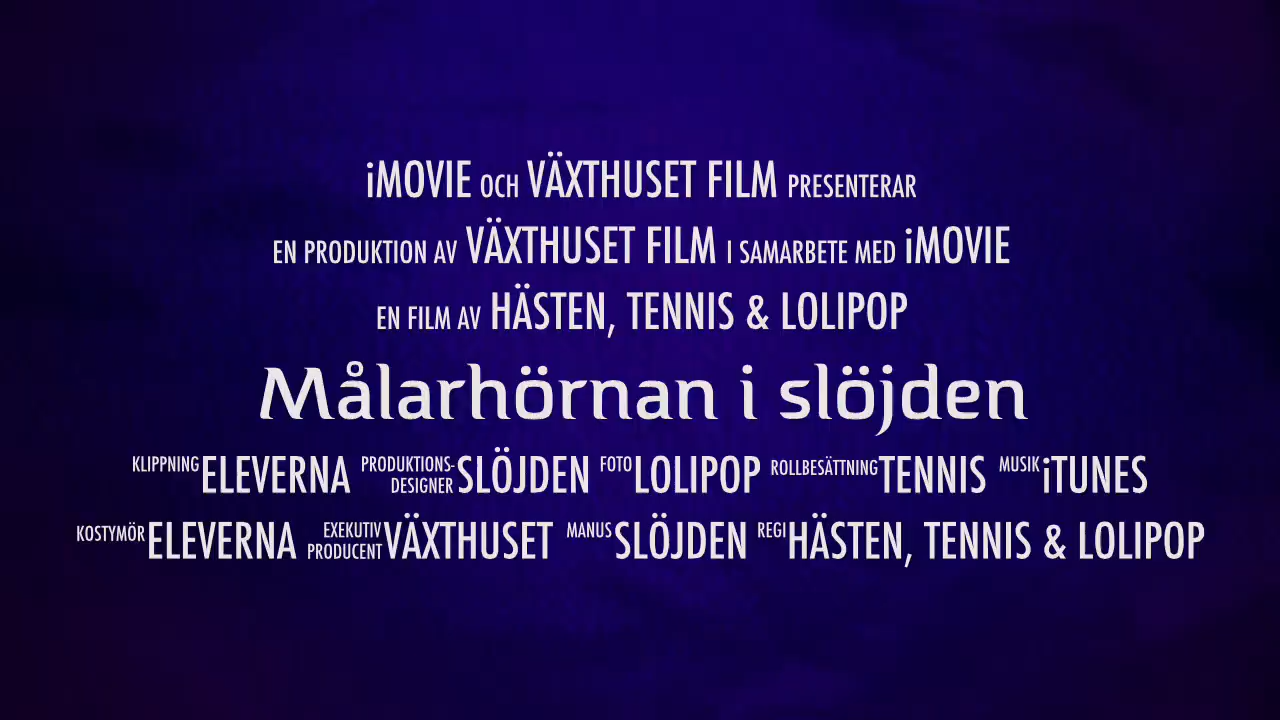 iMOVIE OCH VÄXTHUSET FILM PRESENTERAR
EN PRODUKTION AV VÄXTHUSET FILM I SAMARBETE MED iMOVIE
EN FILM AV HÄSTEN, TENNIS & LOLIPOP
Målarhörnan i slöjden
KLIPPNING ELEVERNA PRODUKTIONS-DESIGNER SLÖJDEN FOTO LOLIPOP ROLLBESÄTTNING TENNIS MUSIK iTUNES
KOSTYMÖR ELEVERNA EXEKUTIV PRODUCENT VÄXTHUSET MANUS SLÖJDEN REGI HÄSTEN, TENNIS & LOLIPOP